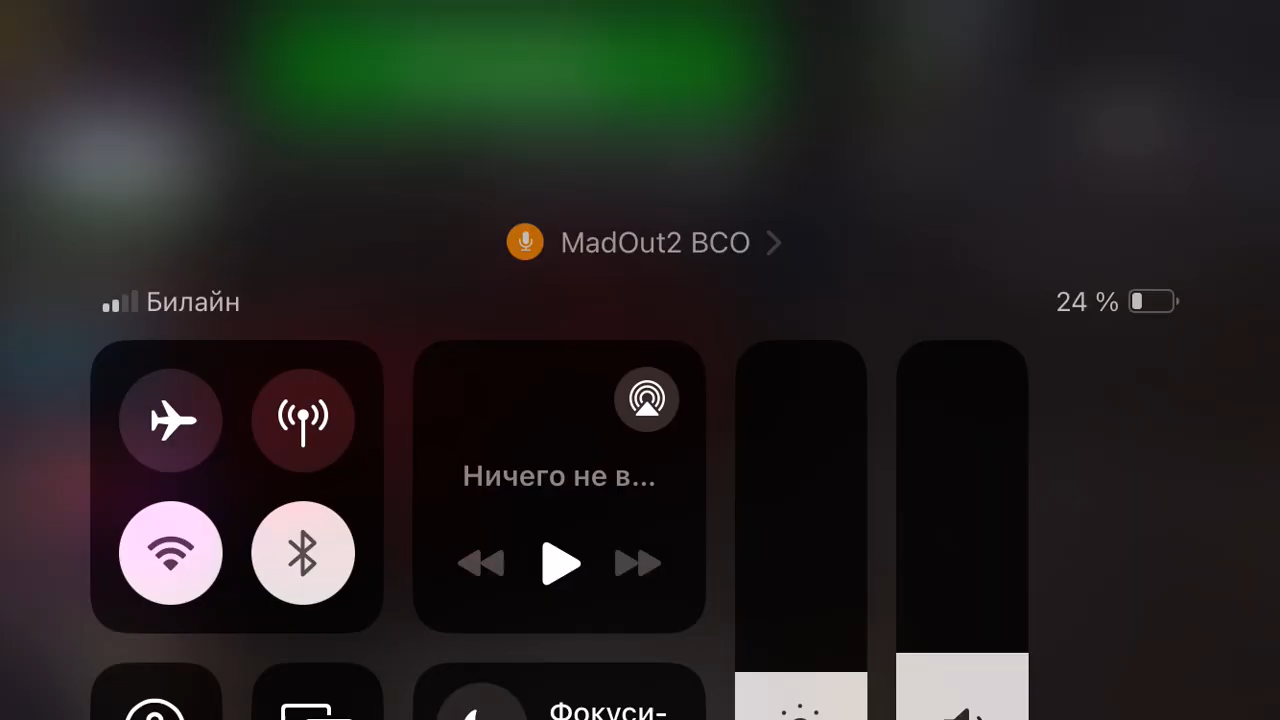 MadOut2 BCO
Билайн
24 %
Ничего не в...
Фокуси-